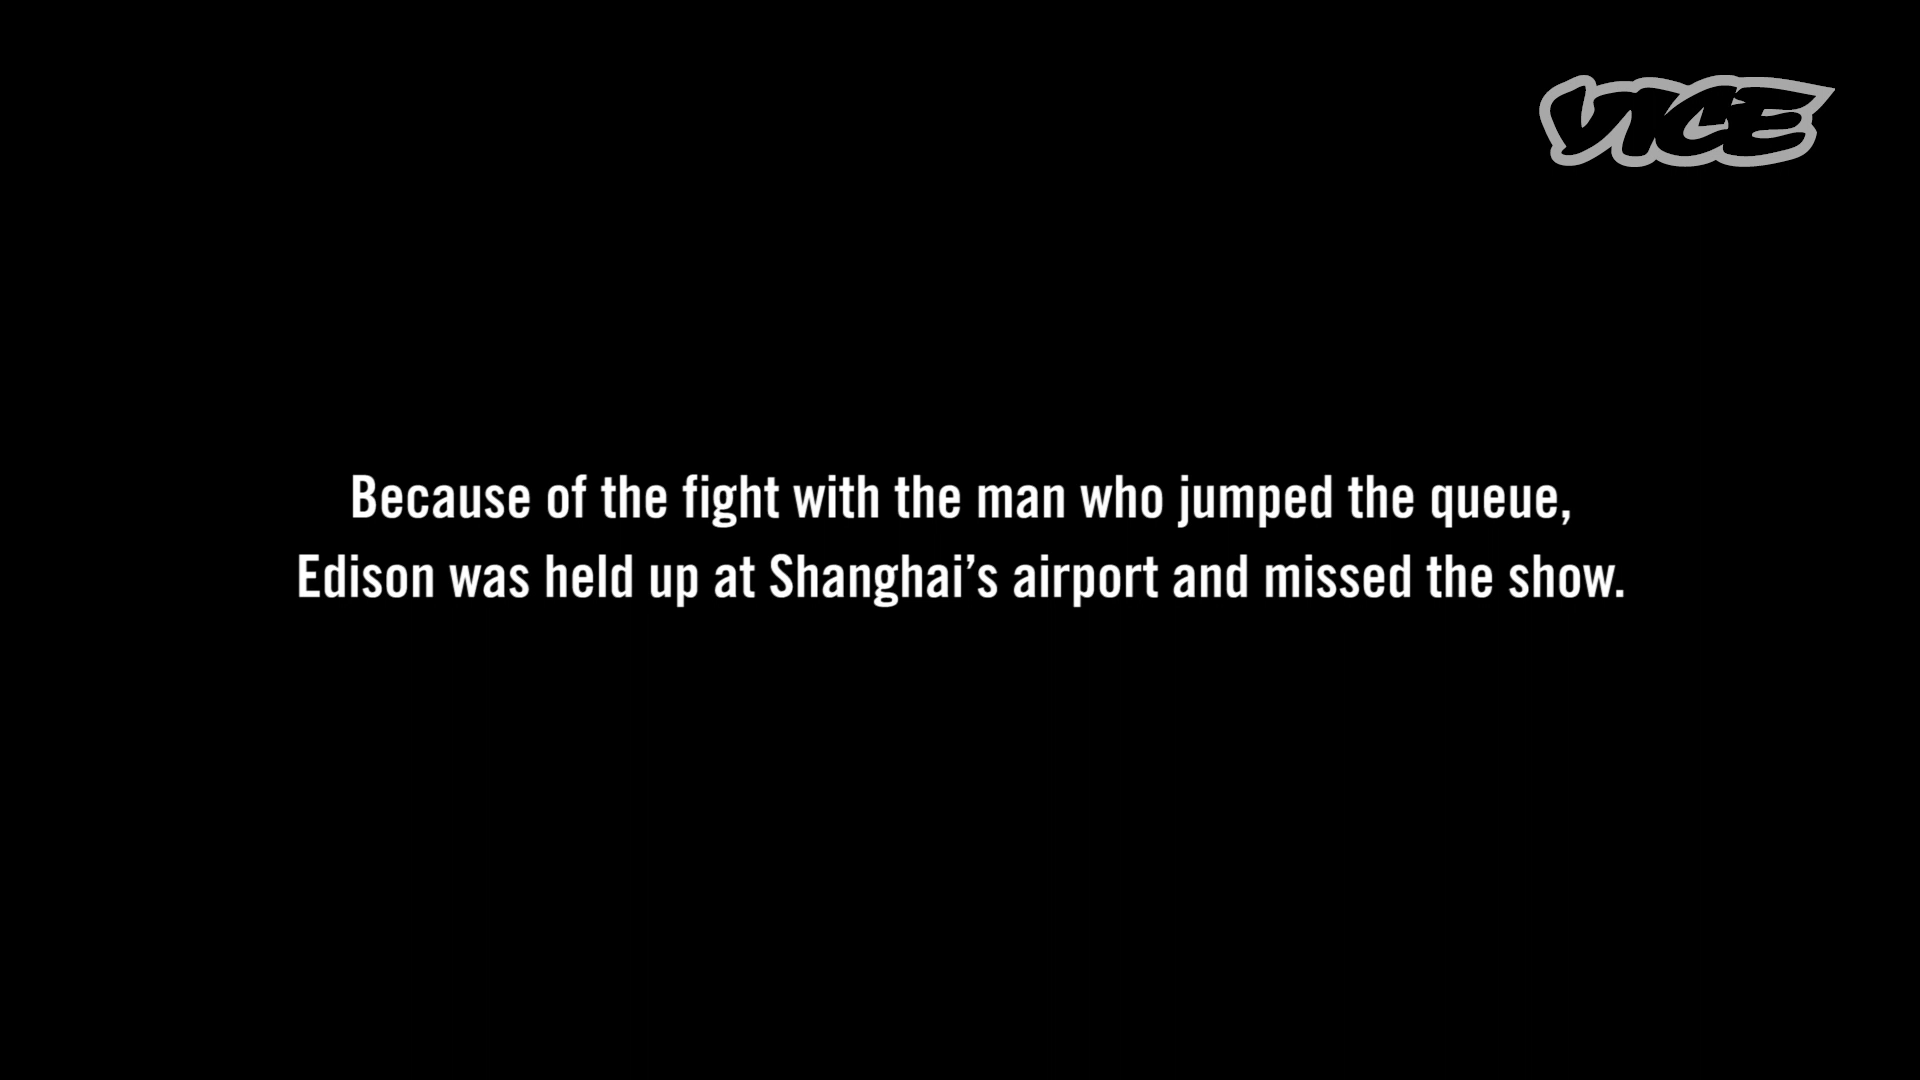 VICE
Because of the fight with the man who jumped the queue,
Edison was held up at Shanghai’s airport and missed the show.